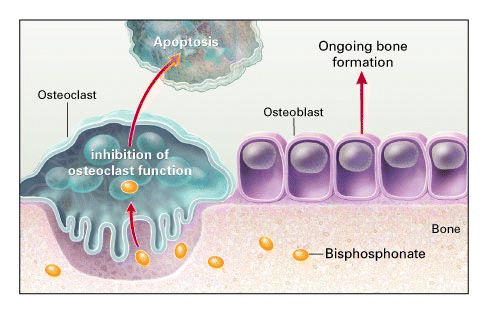 Apoptosis
Ongoing bone
formation
Osteoclast
Osteoblast
inhibition of
osteoclast function
Bone
Bisphosphonate